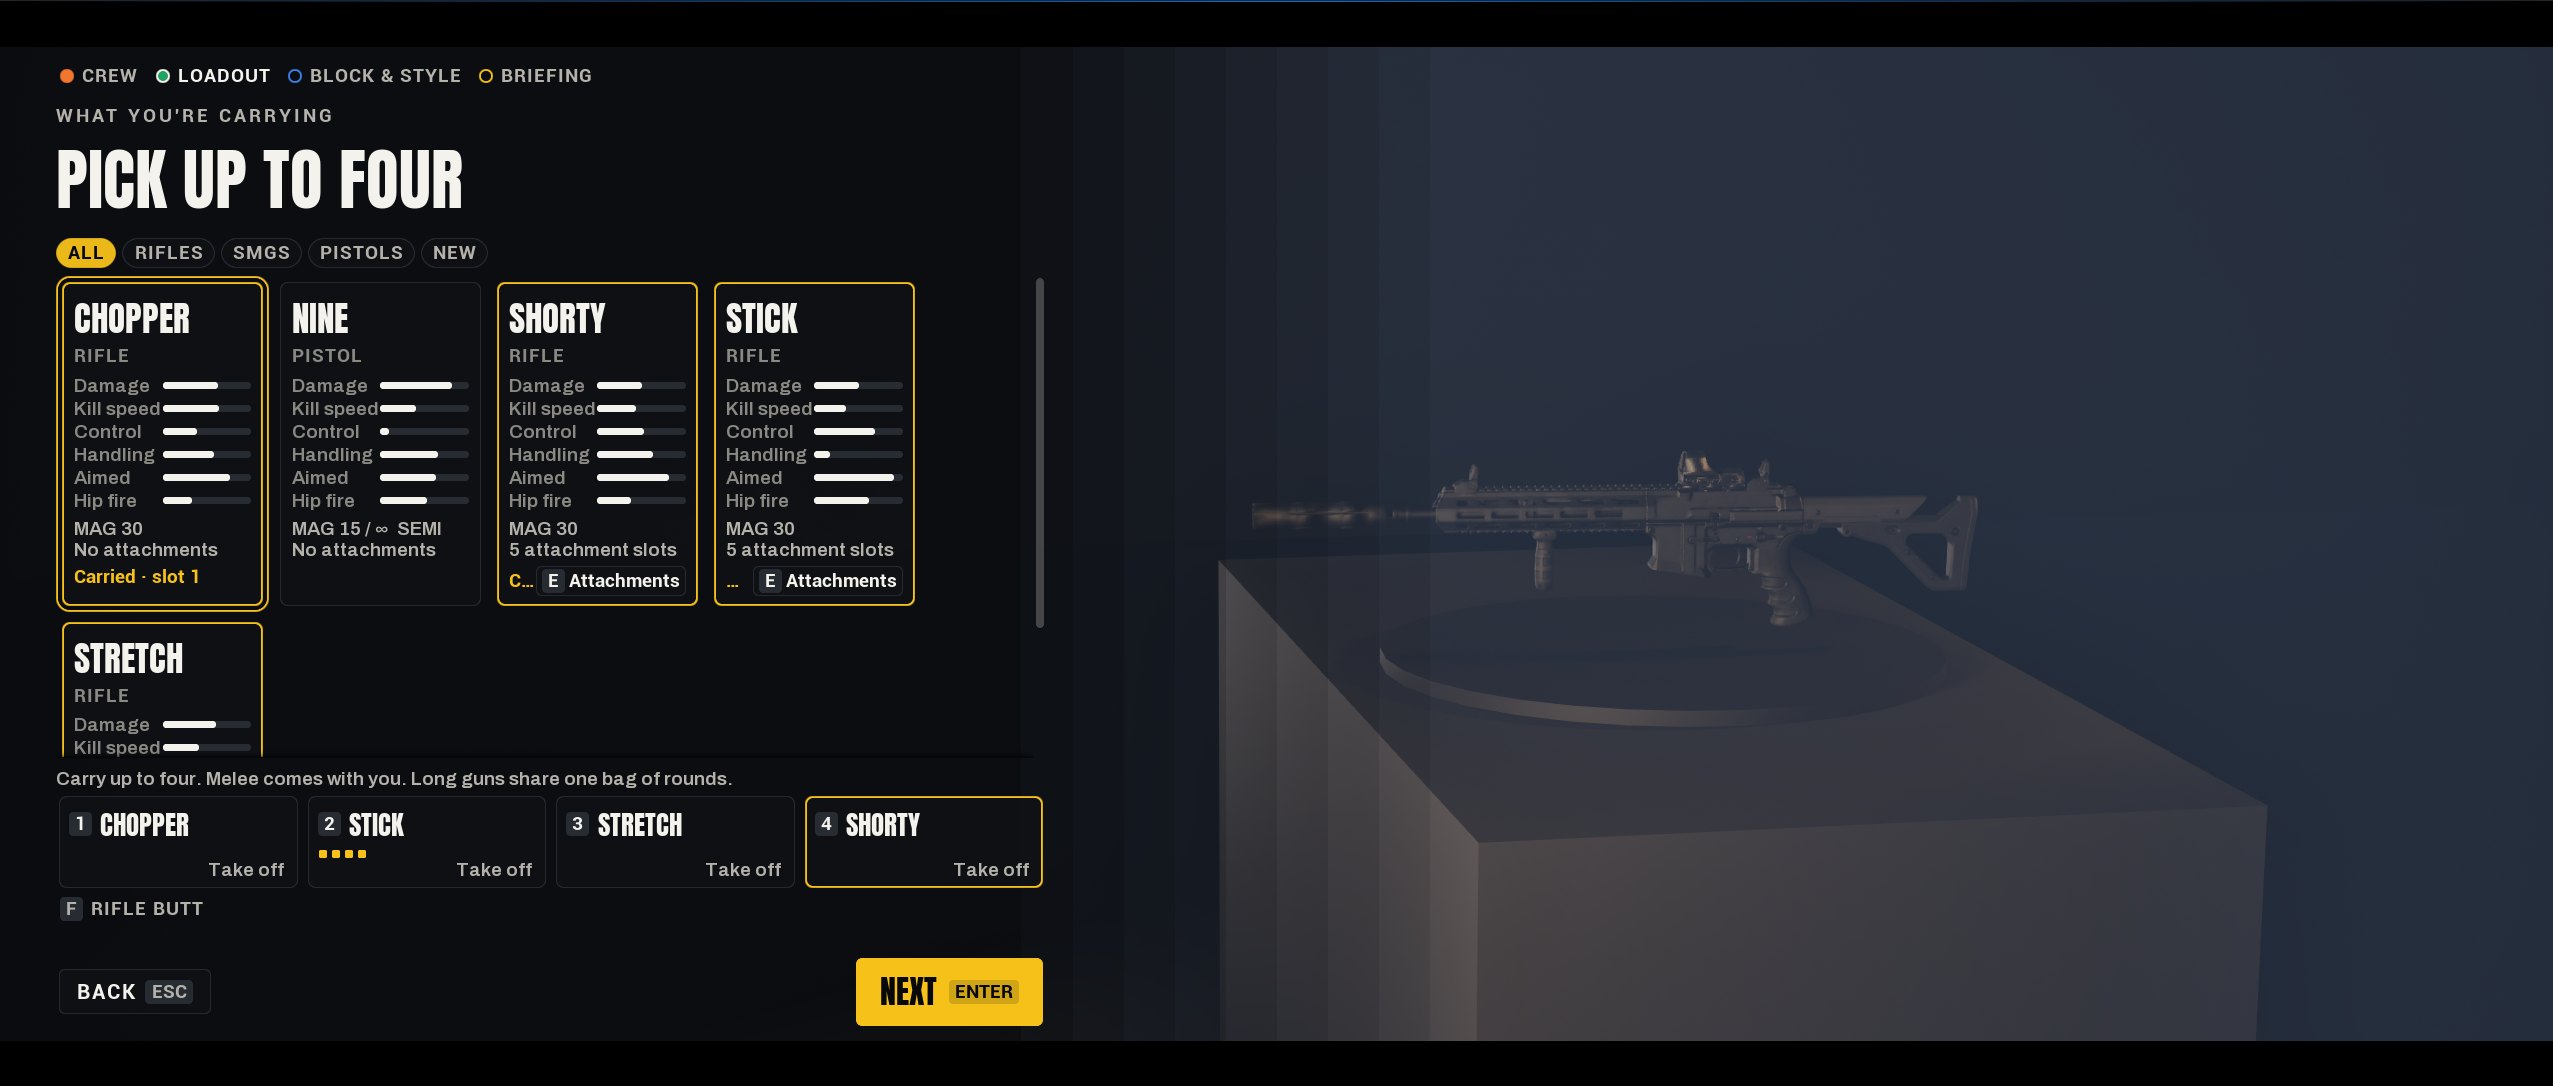 CREW LOADOUT BLOCK & STYLE BRIEFING
WHAT YOU'RE CARRYING
PICK UP TO FOUR
ALL RIFLES SMGS PISTOLS NEW
CHOPPER
RIFLE
Damage
Kill speed
Control
Handling
Aimed
Hip fire
MAG 30
No attachments
Carried · slot 1
NINE
PISTOL
Damage
Kill speed
Control
Handling
Aimed
Hip fire
MAG 15 / ∞ SEMI
No attachments
SHORTY
RIFLE
Damage
Kill speed
Control
Handling
Aimed
Hip fire
MAG 30
5 attachment slots
C... E Attachments
STICK
RIFLE
Damage
Kill speed
Control
Handling
Aimed
Hip fire
MAG 30
5 attachment slots
... E Attachments
STRETCH
RIFLE
Damage
Kill speed
Carry up to four. Melee comes with you. Long guns share one bag of rounds.
1 CHOPPER
Take off
2 STICK
Take off
3 STRETCH
Take off
4 SHORTY
Take off
F RIFLE BUTT
BACK ESC
NEXT ENTER